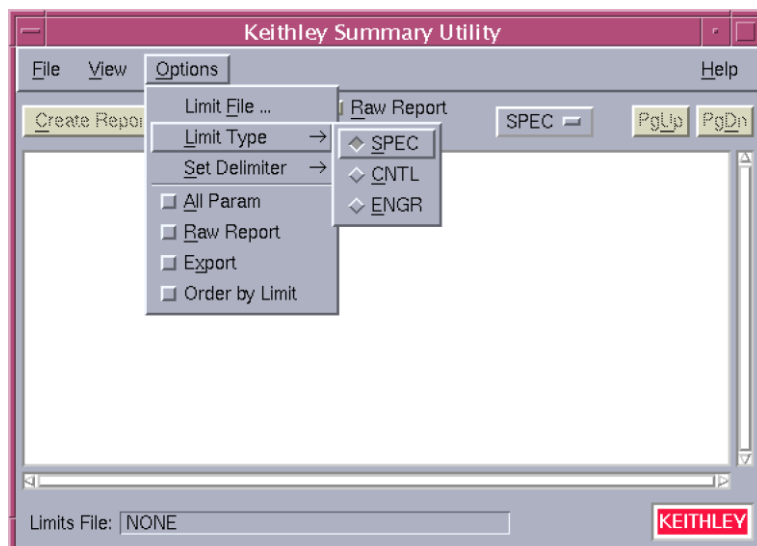 Keithley Summary Utility
File View Options Help
Create Repor Raw Report SPEC PgUp PgDn
Limit File ...
Limit Type →
Set Delimiter →
All Param
Raw Report
Export
Order by Limit
SPEC
CNTL
ENGR
Limits File: NONE
KEITHLEY